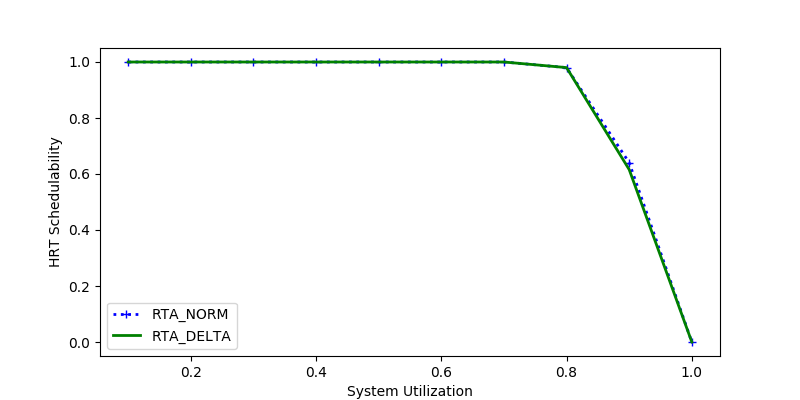 1.0
0.8
0.6
0.4
0.2
0.0
HRT Schedulability
RTA_NORM
RTA_DELTA
0.2 0.4 0.6 0.8 1.0
System Utilization